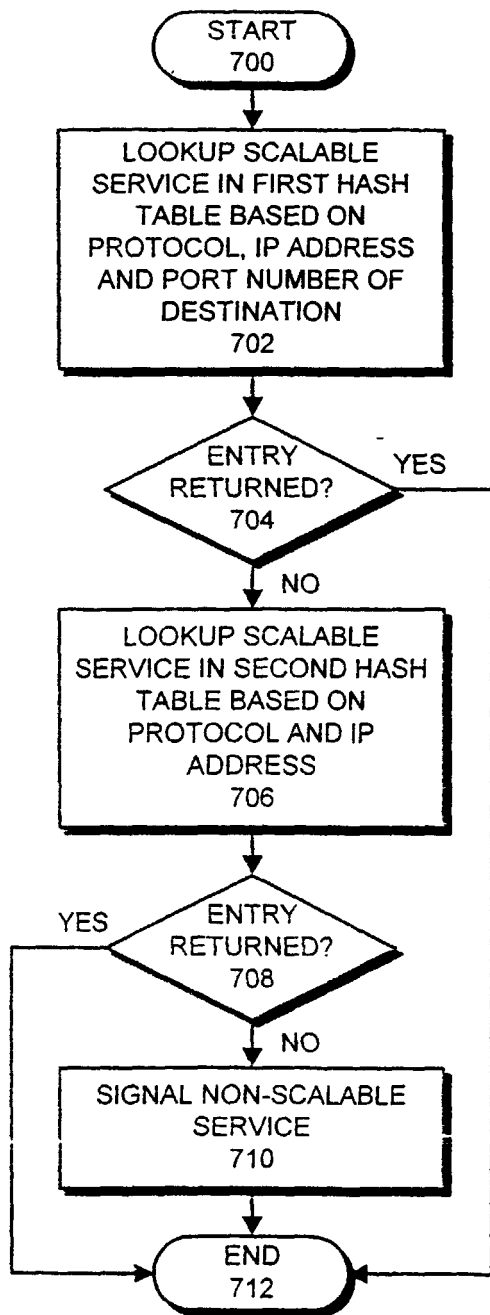 START
700
LOOKUP SCALABLE
SERVICE IN FIRST HASH
TABLE BASED ON
PROTOCOL, IP ADDRESS
AND PORT NUMBER OF
DESTINATION
702
ENTRY
RETURNED?
704
YES
NO
LOOKUP SCALABLE
SERVICE IN SECOND HASH
TABLE BASED ON
PROTOCOL AND IP
ADDRESS
706
YES
ENTRY
RETURNED?
708
NO
SIGNAL NON-SCALABLE
SERVICE
710
END
712